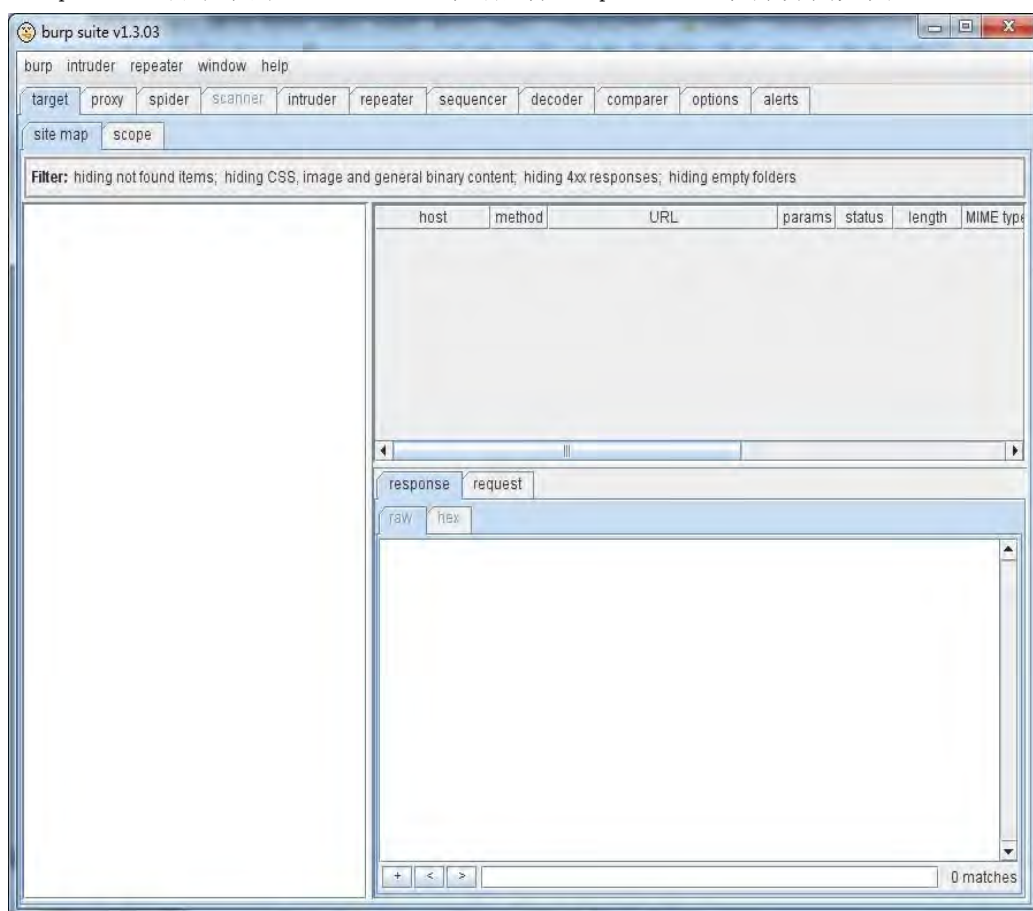 burp suite v1.3.03
burp intruder repeater window help
target proxy spider scanner intruder repeater sequencer decoder comparer options alerts
site map scope
Filter: hiding not found items; hiding CSS, image and general binary content; hiding 4xx responses; hiding empty folders
host method URL params status length MIME type
response request
raw hex
+ < > 0 matches